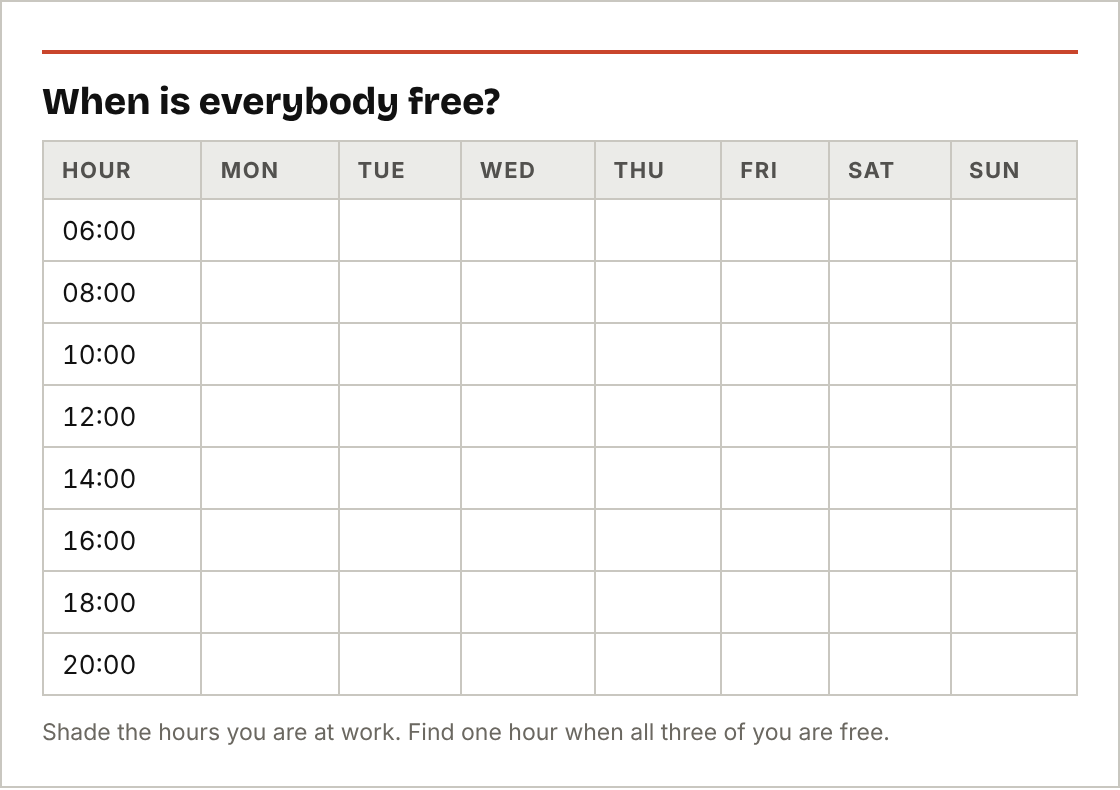 When is everybody free?
HOUR MON TUE WED THU FRI SAT SUN
06:00
08:00
10:00
12:00
14:00
16:00
18:00
20:00
Shade the hours you are at work. Find one hour when all three of you are free.